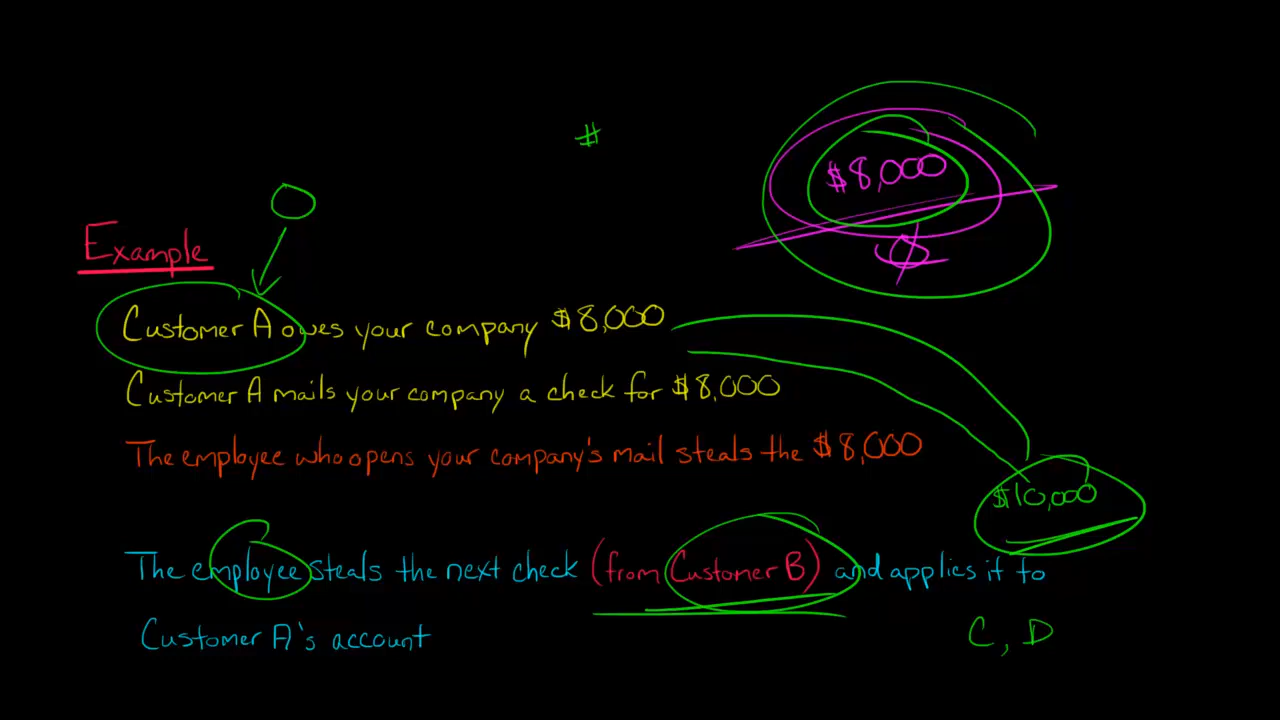 #
$8,000
Example
Customer A owes your company $8,000
Customer A mails your company a check for $8,000
The employee who opens your company's mail steals the $8,000
$10,000
The employee steals the next check (from Customer B) and applies it to
Customer A's account
C, D